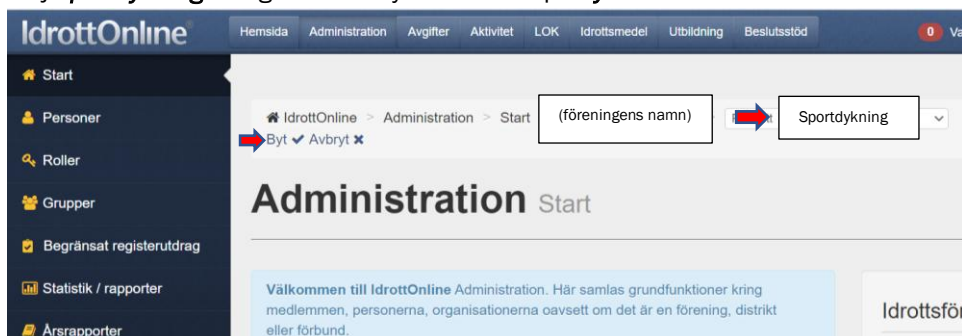 IdrottOnline
Hemsida Administration Avgifter Aktivitet LOK Idrottsmedel Utbildning Beslutsstöd 0
Start
Personer
Roller
Grupper
Begränsat registerutdrag
Statistik / rapporter
Årsrapporter
IdrottOnline > Administration > Start (föreningens namn) Sportdykning
Byt Avbryt
Administration Start
Välkommen till IdrottOnline Administration. Här samlas grundfunktioner kring
medlemmen, personerna, organisationerna oavsett om det är en förening, distrikt
eller förbund.
Idrottsför